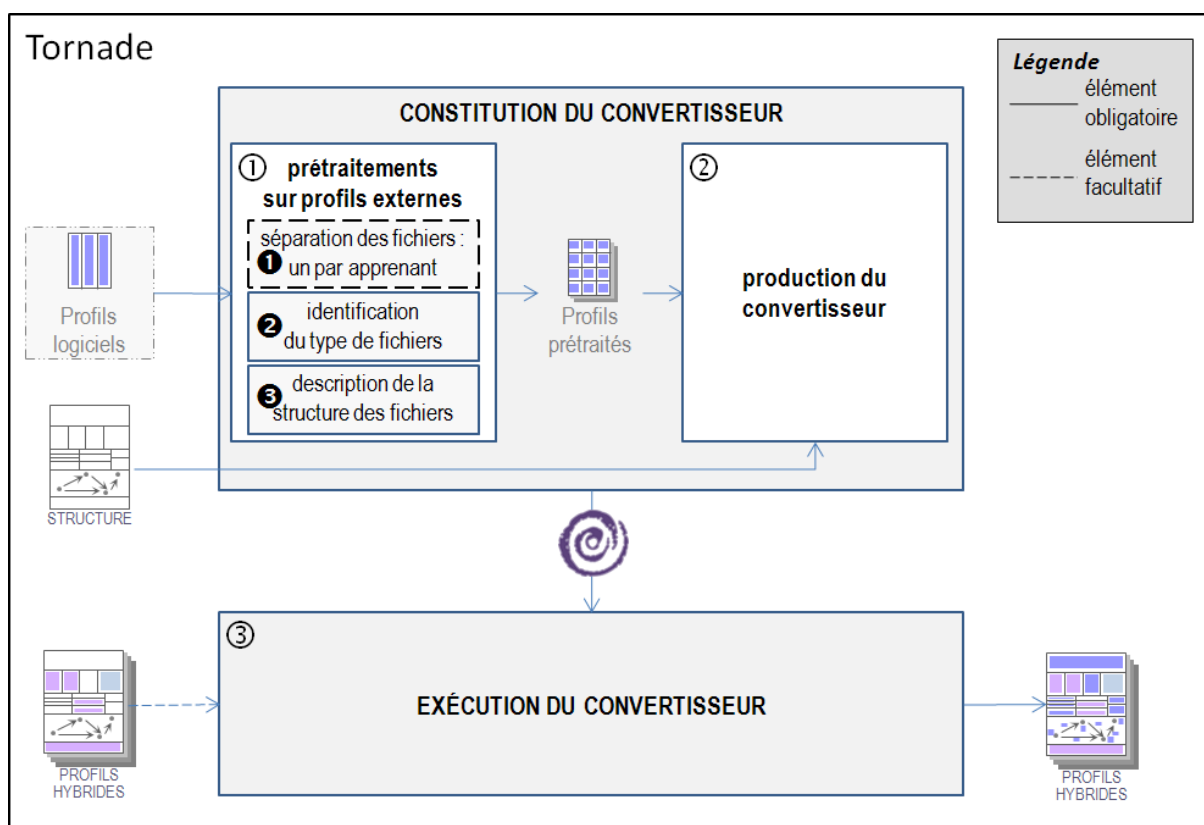 Tornade
Légende
élément
obligatoire
élément
facultatif
CONSTITUTION DU CONVERTISSEUR
① prétraitements
sur profils externes
séparation des fichiers :
❶ un par apprenant
identification
❷ du type de fichiers
description de la
❸ structure des fichiers
Profils
logiciels
Profils
prétraités
②
production du
convertisseur
STRUCTURE
③
EXÉCUTION DU CONVERTISSEUR
PROFILS
HYBRIDES
PROFILS
HYBRIDES